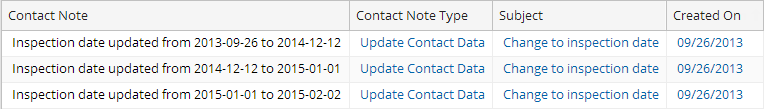 Contact Note Contact Note Type Subject Created On
Inspection date updated from 2013-09-26 to 2014-12-12 Update Contact Data Change to inspection date 09/26/2013
Inspection date updated from 2014-12-12 to 2015-01-01 Update Contact Data Change to inspection date 09/26/2013
Inspection date updated from 2015-01-01 to 2015-02-02 Update Contact Data Change to inspection date 09/26/2013